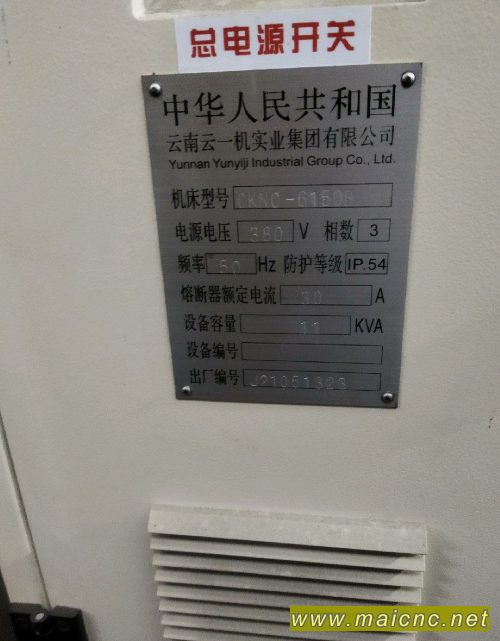 总电源开关
中华人民共和国
云南云一机实业集团有限公司
Yunnan Yunyiji Industrial Group Co., Ltd.
机床型号 CKNC-6150B
电源电压 380 V 相数 3
频率 50 Hz 防护等级 IP.54
熔断器额定电流 30 A
设备容量 11 KVA
设备编号
出厂编号 J21051323
www.maicnc.net